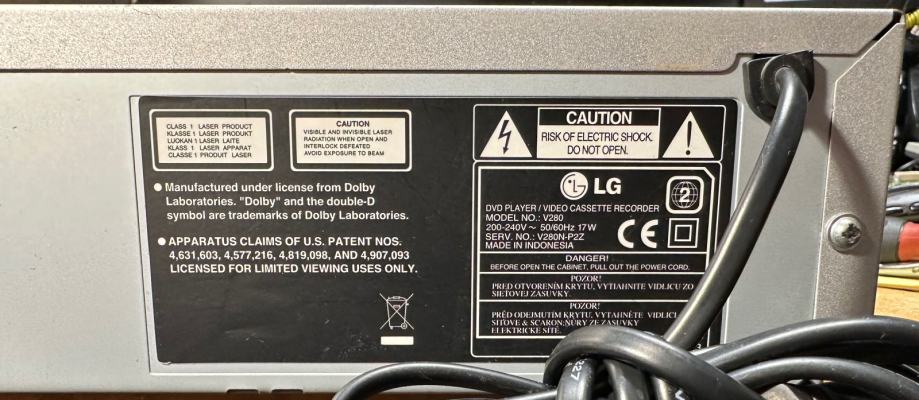 CLASS 1 LASER PRODUCT
KLASSE 1 LASER PRODUKT
LUOKAN 1 LASER LAITE
KLASS 1 LASER APPARAT
CLASSE 1 PRODUIT LASER
CAUTION
VISIBLE AND INVISIBLE LASER
RADIATION WHEN OPEN AND
INTERLOCK DEFEATED
AVOID EXPOSURE TO BEAM
● Manufactured under license from Dolby
Laboratories. "Dolby" and the double-D
symbol are trademarks of Dolby Laboratories.
● APPARATUS CLAIMS OF U.S. PATENT NOS.
4,631,603, 4,577,216, 4,819,098, AND 4,907,093
LICENSED FOR LIMITED VIEWING USES ONLY.
CAUTION
RISK OF ELECTRIC SHOCK.
DO NOT OPEN.
LG
2
DVD PLAYER / VIDEO CASSETTE RECORDER
MODEL NO.: V280
200-240V ~ 50/60Hz 17W
SERV. NO.: V280N-P2Z
MADE IN INDONESIA
CE
DANGER!
BEFORE OPEN THE CABINET, PULL OUT THE POWER CORD.
POZOR!
PRED OTVORENÍM KRYTU, VYTIAHNITE VIDLICU ZO
SIEŤOVEJ ZÁSUVKY.
POZOR!
PŘED ODEJMUTÍM KRYTU, VYTÁHNĚTE VIDLICI
SÍŤOVÉ ŠŇŮRY ZE ZÁSUVKY
ELEKTRICKÉ SÍTĚ.
227